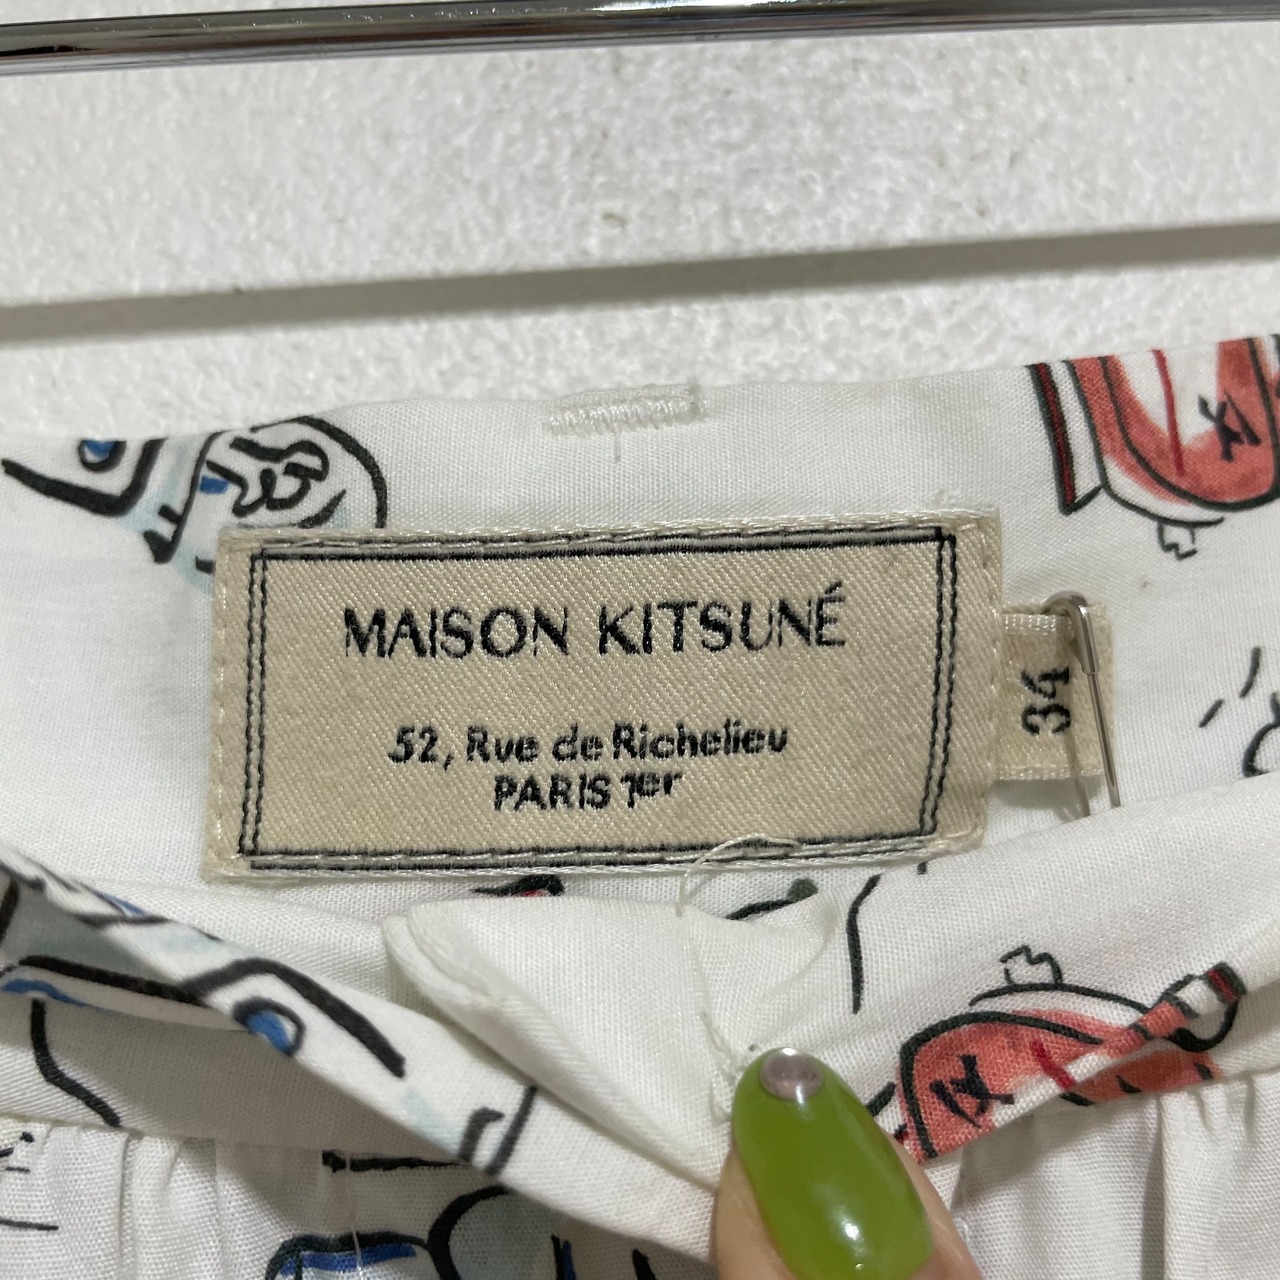 MAISON KITSUNÉ
52, Rue de Richelieu
PARIS 1er
34